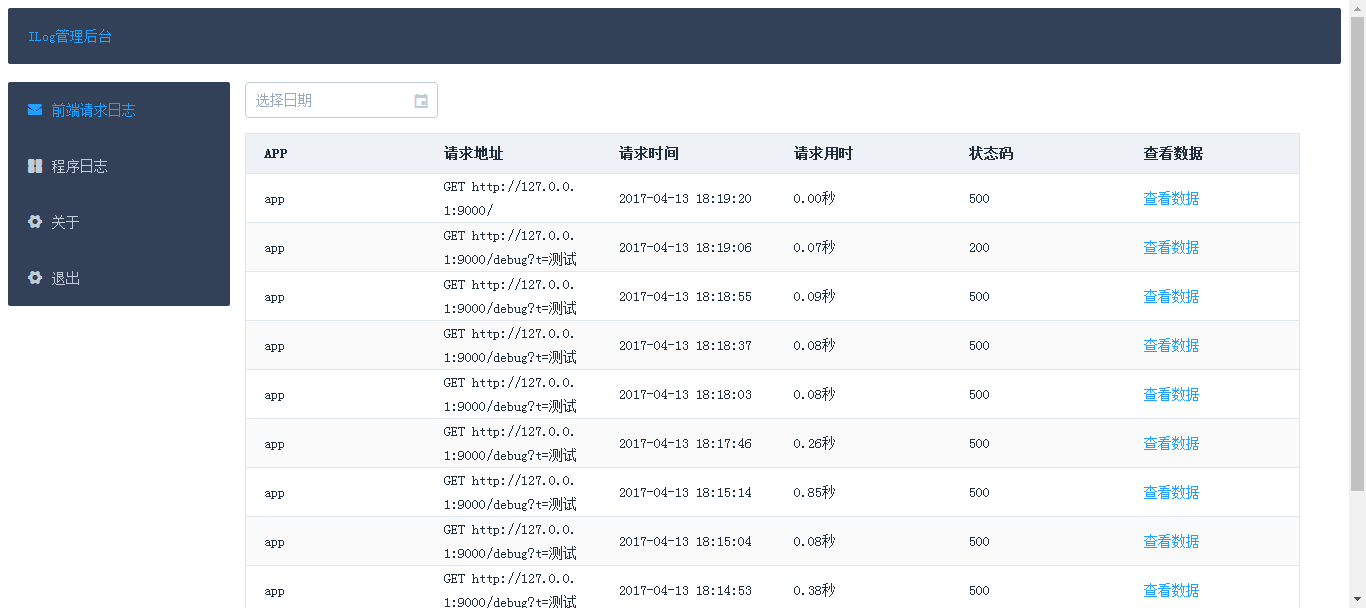 ILog管理后台
前端请求日志
程序日志
关于
退出
选择日期
APP 请求地址 请求时间 请求用时 状态码 查看数据
app GET http://127.0.0.
1:9000/ 2017-04-13 18:19:20 0.00秒 500 查看数据
app GET http://127.0.0.
1:9000/debug?t=测试 2017-04-13 18:19:06 0.07秒 200 查看数据
app GET http://127.0.0.
1:9000/debug?t=测试 2017-04-13 18:18:55 0.09秒 500 查看数据
app GET http://127.0.0.
1:9000/debug?t=测试 2017-04-13 18:18:37 0.08秒 500 查看数据
app GET http://127.0.0.
1:9000/debug?t=测试 2017-04-13 18:18:03 0.08秒 500 查看数据
app GET http://127.0.0.
1:9000/debug?t=测试 2017-04-13 18:17:46 0.26秒 500 查看数据
app GET http://127.0.0.
1:9000/debug?t=测试 2017-04-13 18:15:14 0.85秒 500 查看数据
app GET http://127.0.0.
1:9000/debug?t=测试 2017-04-13 18:15:04 0.08秒 500 查看数据
app GET http://127.0.0.
1:9000/debug?t=测试 2017-04-13 18:14:53 0.38秒 500 查看数据